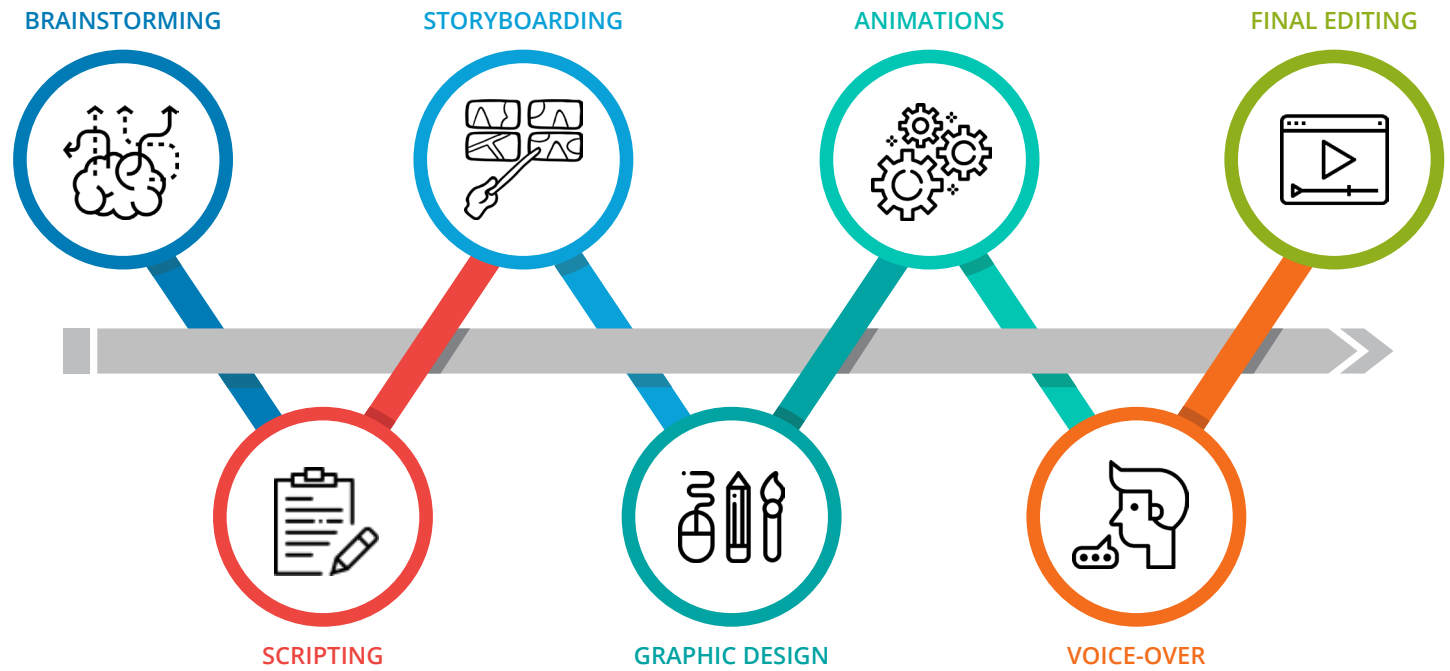 BRAINSTORMING
STORYBOARDING
ANIMATIONS
FINAL EDITING
SCRIPTING
GRAPHIC DESIGN
VOICE-OVER